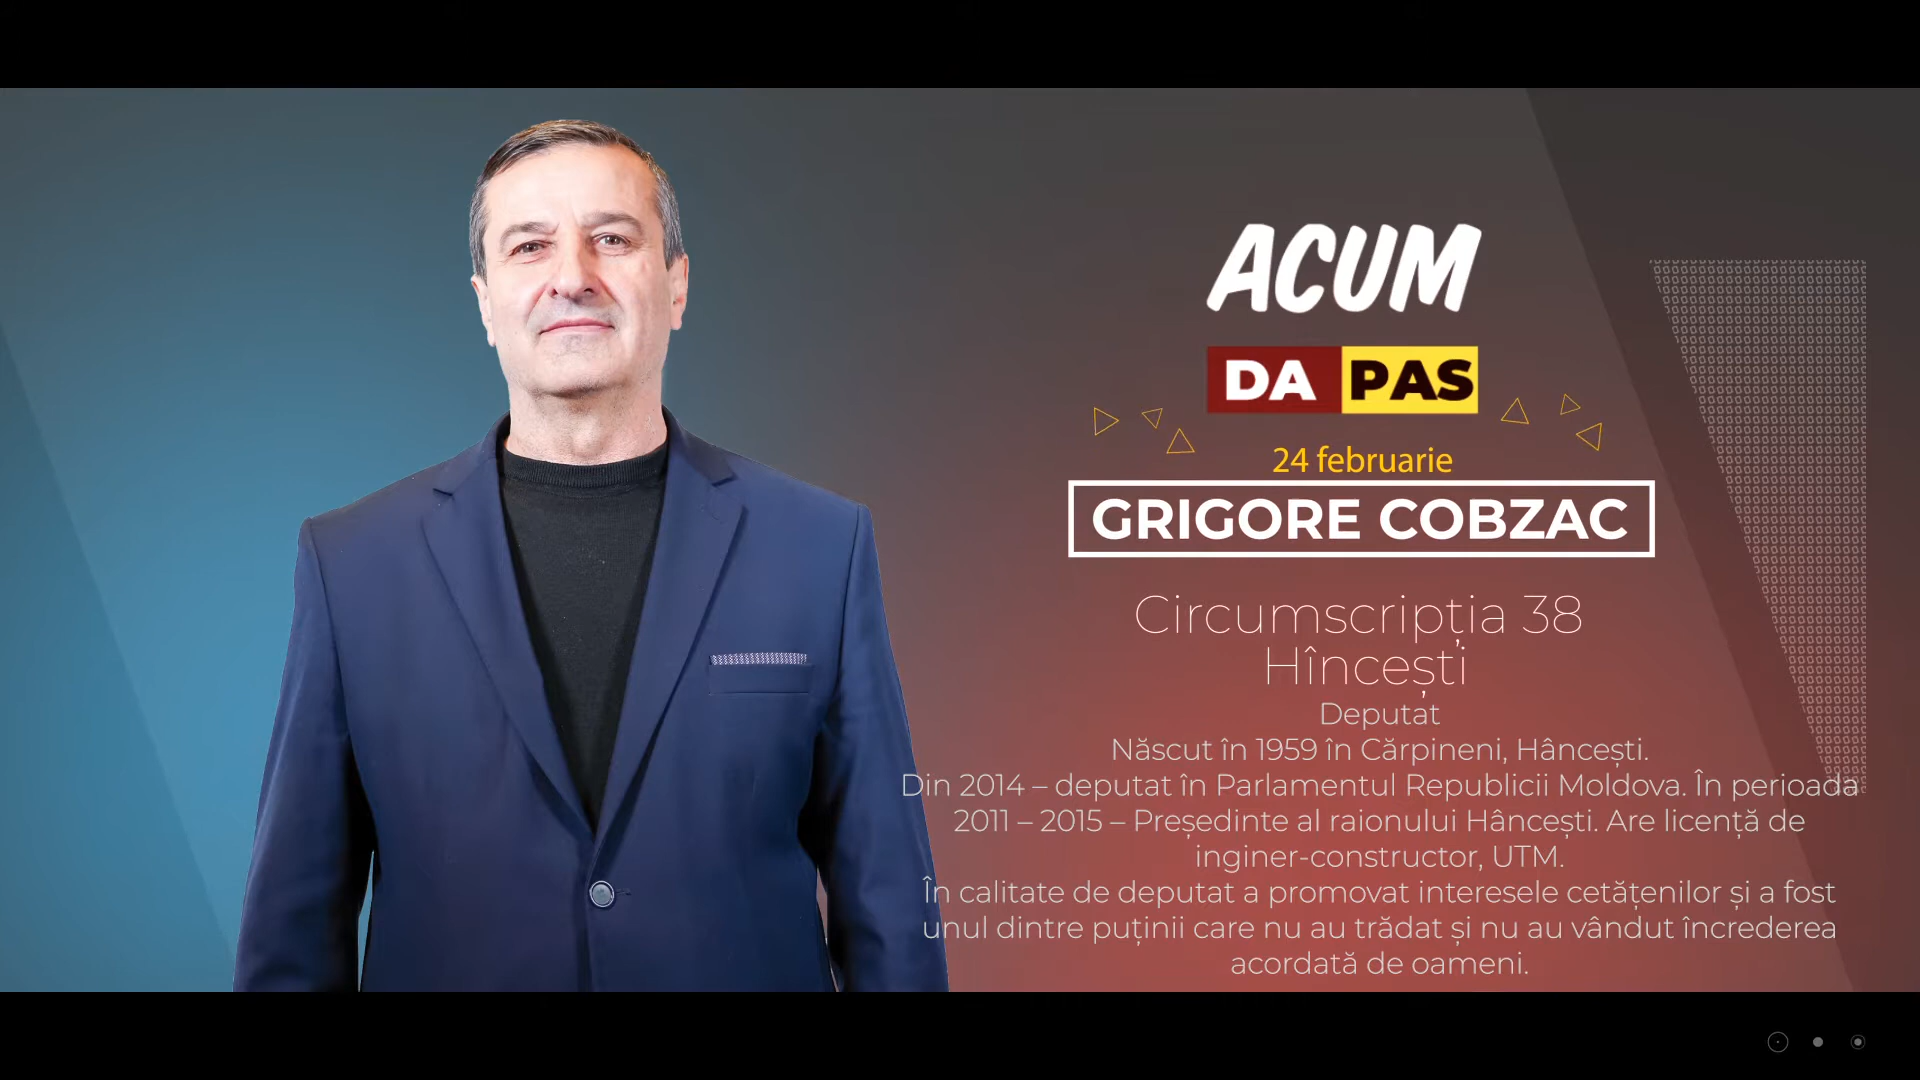 ACUM
DA PAS
24 februarie
GRIGORE COBZAC
Circumscripția 38
Hîncești
Deputat
Născut în 1959 în Cărpineni, Hâncești.
Din 2014 – deputat în Parlamentul Republicii Moldova. În perioada
2011 – 2015 – Președinte al raionului Hâncești. Are licență de
inginer-constructor, UTM.
În calitate de deputat a promovat interesele cetățenilor și a fost
unul dintre puținii care nu au trădat și nu au vândut încrederea
acordată de oameni.